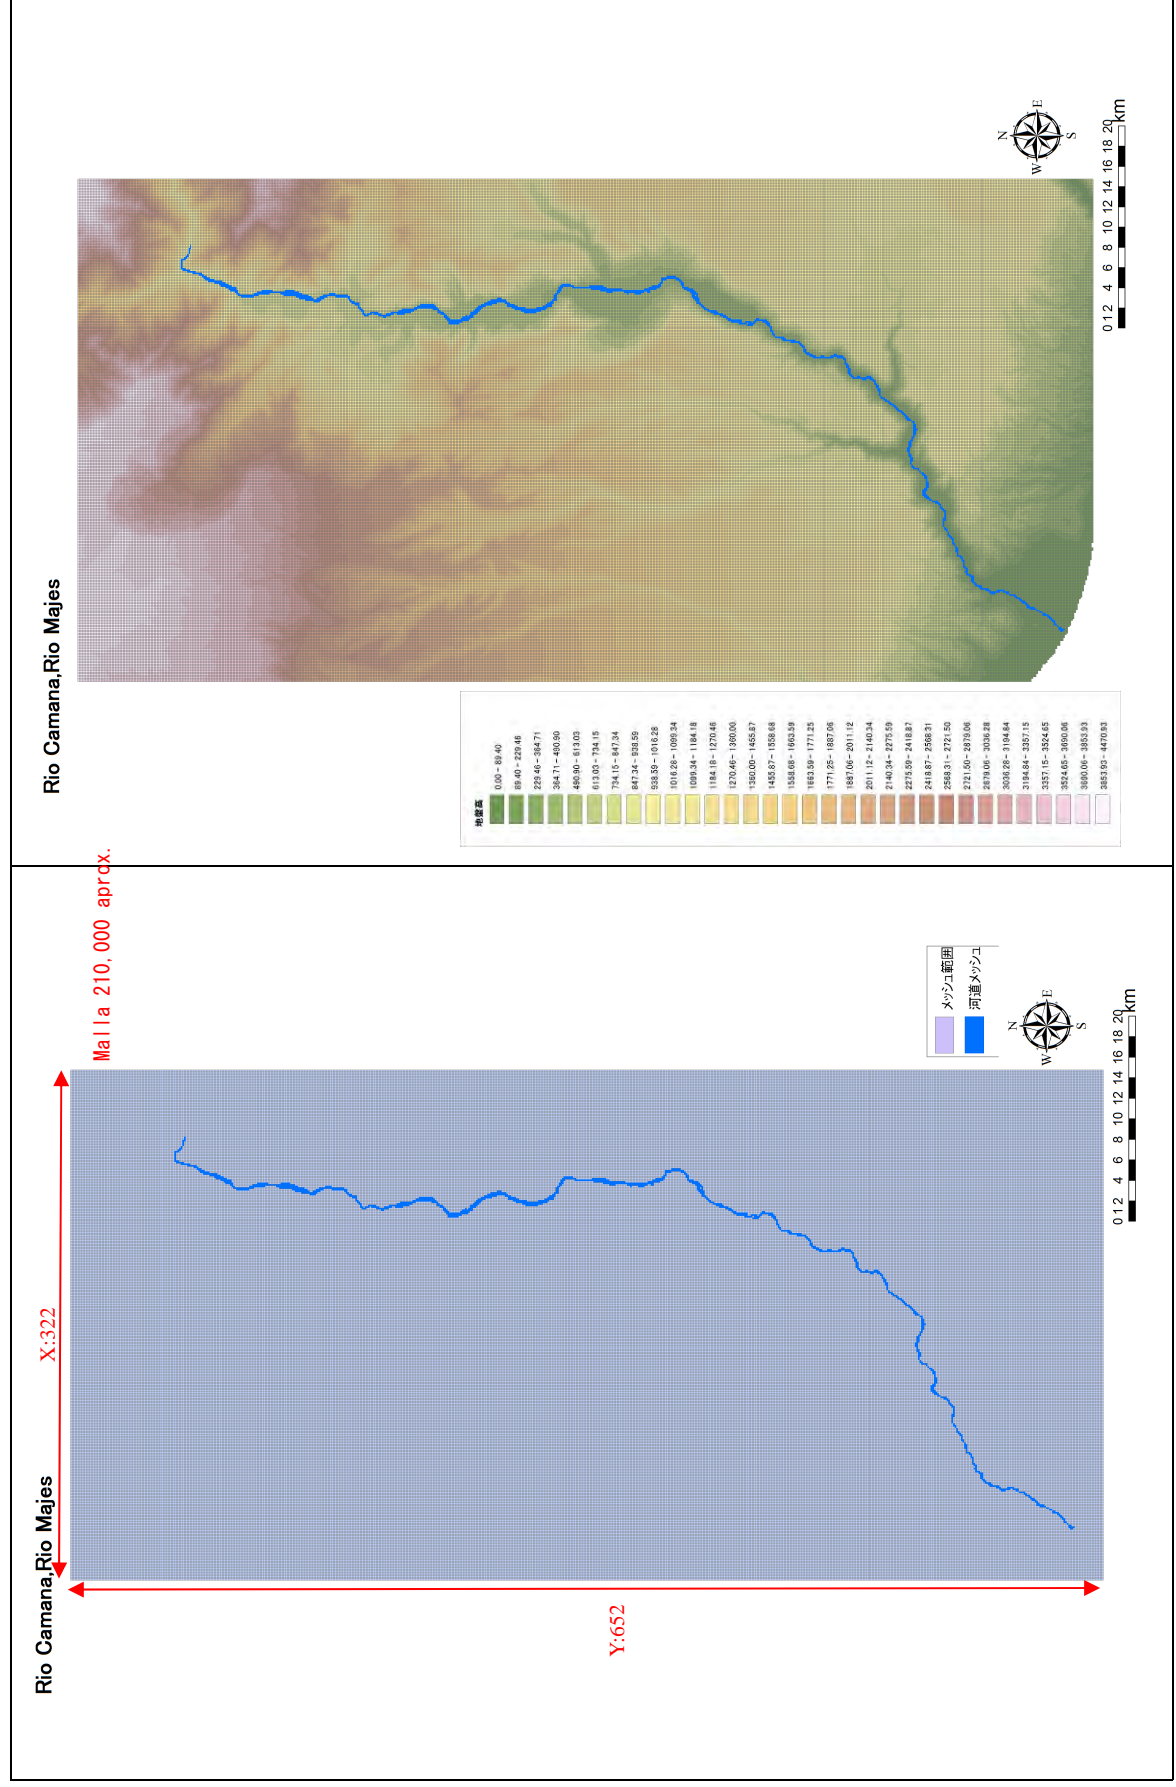 Rio Camana,Rio Majes
N
E
S
W
0 1 2 4 6 8 10 12 14 16 18 20
km
地盤高
0.00 - 89.40
89.40 - 229.46
229.46 - 364.71
364.71 - 490.90
490.90 - 613.03
613.03 - 734.15
734.15 - 847.34
847.34 - 938.59
938.59 - 1016.28
1016.28 - 1099.34
1099.34 - 1184.18
1184.18 - 1270.46
1270.46 - 1360.00
1360.00 - 1455.87
1455.87 - 1558.68
1558.68 - 1663.59
1663.59 - 1771.25
1771.25 - 1887.06
1887.06 - 2011.12
2011.12 - 2140.34
2140.34 - 2275.59
2275.59 - 2418.87
2418.87 - 2568.31
2568.31 - 2721.50
2721.50 - 2879.06
2879.06 - 3036.28
3036.28 - 3194.84
3194.84 - 3357.15
3357.15 - 3524.65
3524.65 - 3690.06
3690.06 - 3853.93
3853.93 - 4470.93
Rio Camana,Rio Majes
Malla 210,000 aprox.
X:322
Y:652
メッシュ範囲
河道メッシュ
N
E
S
W
0 1 2 4 6 8 10 12 14 16 18 20
km